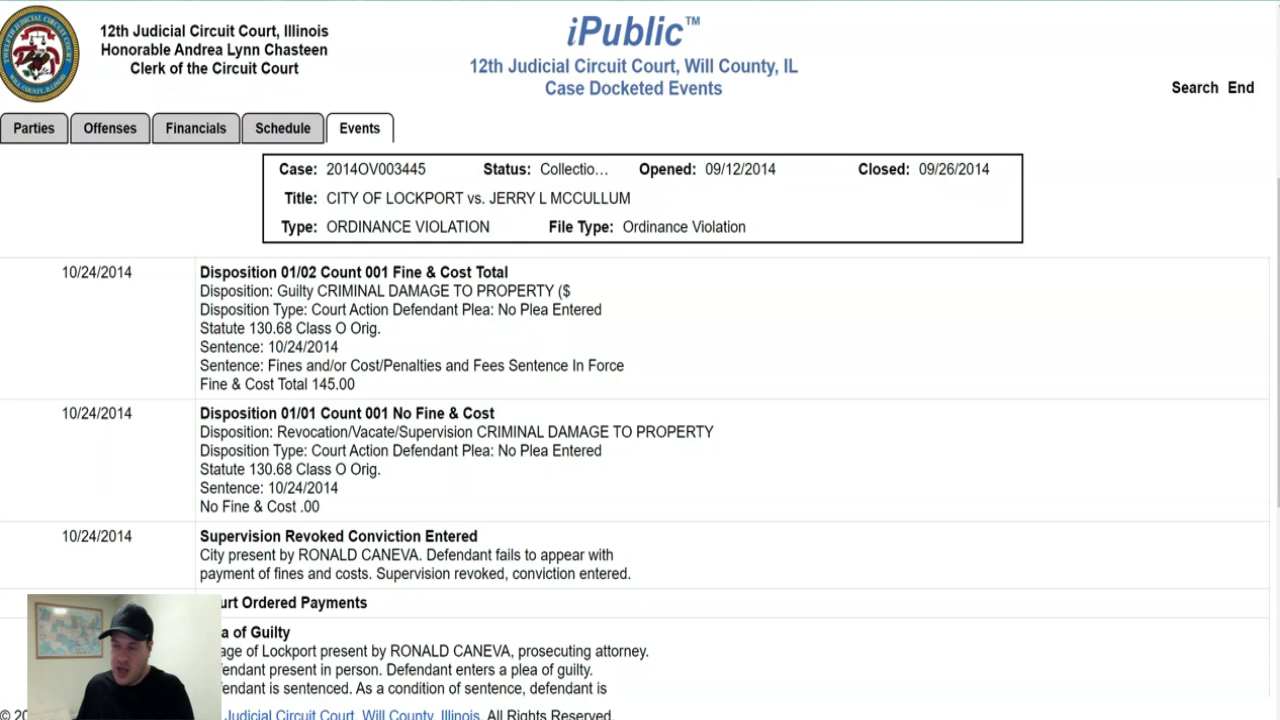 12th Judicial Circuit Court, Illinois
Honorable Andrea Lynn Chasteen
Clerk of the Circuit Court
iPublic™
12th Judicial Circuit Court, Will County, IL
Case Docketed Events
Search End
Parties Offenses Financials Schedule Events
Case: 2014OV003445 Status: Collectio... Opened: 09/12/2014 Closed: 09/26/2014
Title: CITY OF LOCKPORT vs. JERRY L MCCULLUM
Type: ORDINANCE VIOLATION File Type: Ordinance Violation
10/24/2014 Disposition 01/02 Count 001 Fine & Cost Total
Disposition: Guilty CRIMINAL DAMAGE TO PROPERTY ($
Disposition Type: Court Action Defendant Plea: No Plea Entered
Statute 130.68 Class O Orig.
Sentence: 10/24/2014
Sentence: Fines and/or Cost/Penalties and Fees Sentence In Force
Fine & Cost Total 145.00
10/24/2014 Disposition 01/01 Count 001 No Fine & Cost
Disposition: Revocation/Vacate/Supervision CRIMINAL DAMAGE TO PROPERTY
Disposition Type: Court Action Defendant Plea: No Plea Entered
Statute 130.68 Class O Orig.
Sentence: 10/24/2014
No Fine & Cost .00
10/24/2014 Supervision Revoked Conviction Entered
City present by RONALD CANEVA. Defendant fails to appear with
payment of fines and costs. Supervision revoked, conviction entered.
urt Ordered Payments
a of Guilty
age of Lockport present by RONALD CANEVA, prosecuting attorney.
endant present in person. Defendant enters a plea of guilty.
endant is sentenced. As a condition of sentence, defendant is
© 20 Judicial Circuit Court, Will County, Illinois. All Rights Reserved.